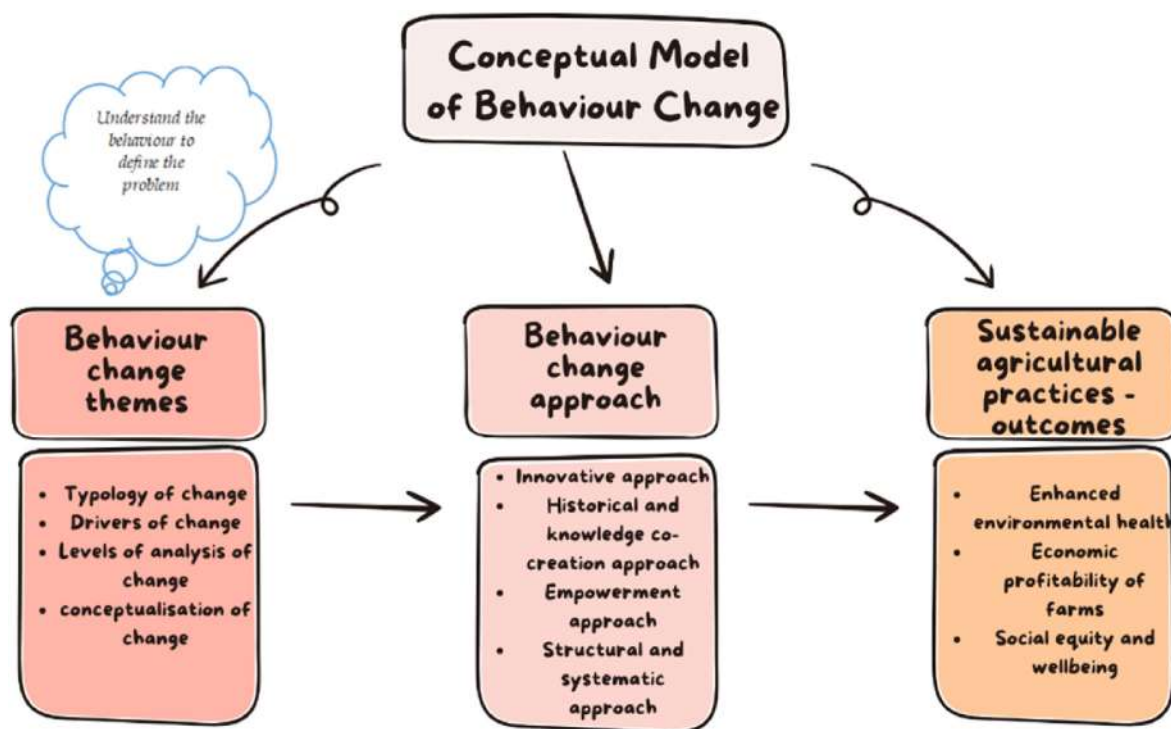 Conceptual Model
of Behaviour Change
Understand the
behaviour to
define the
problem
Behaviour
change
themes
• Typology of change
• Drivers of change
• Levels of analysis of
change
• conceptualisation of
change
Behaviour
change
approach
• Innovative approach
• Historical and
knowledge co-
creation approach
• Empowerment
approach
• Structural and
systematic
approach
Sustainable
agricultural
practices -
outcomes
• Enhanced
environmental health
• Economic
profitability of
farms
• Social equity and
wellbeing